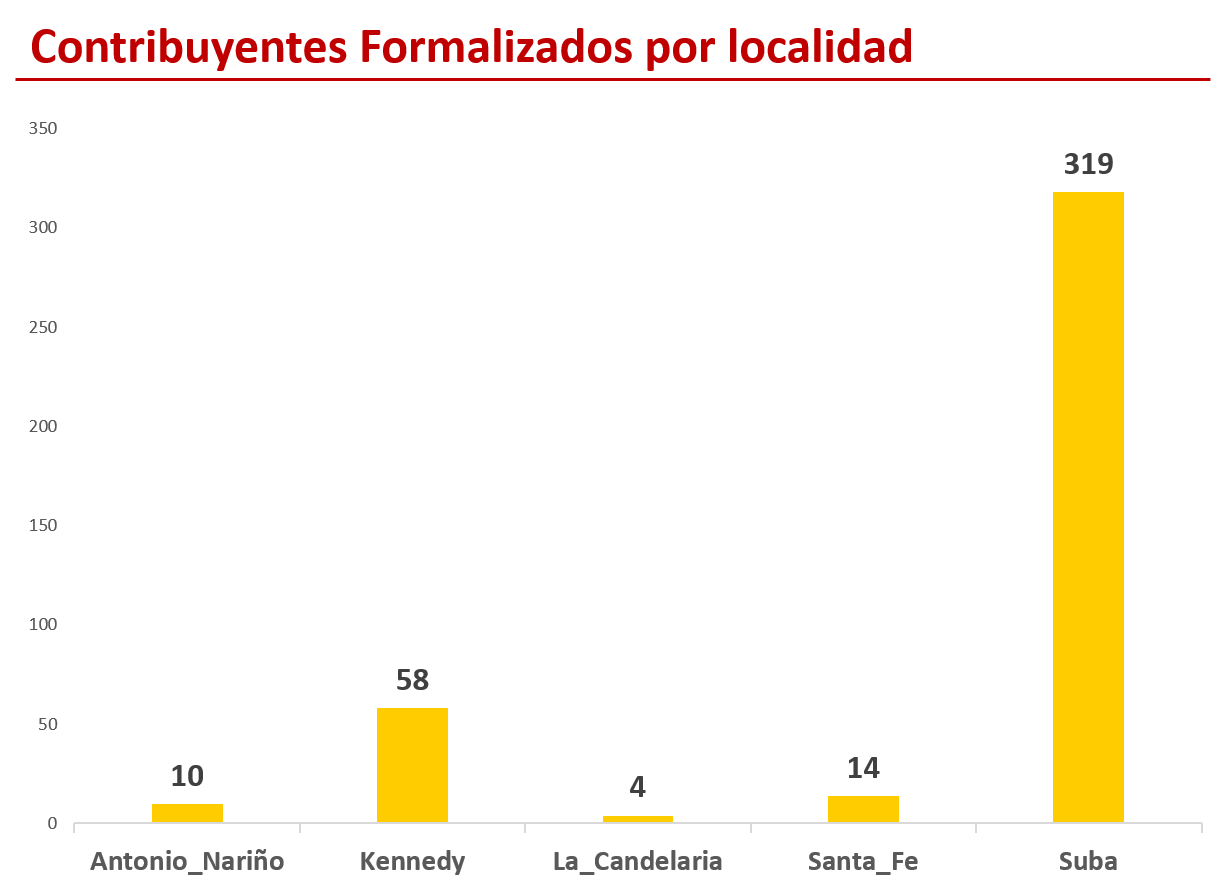 Contribuyentes Formalizados por localidad
350
300
250
200
150
100
50
0
10
58
4
14
319
Antonio_Nariño
Kennedy
La_Candelaria
Santa_Fe
Suba